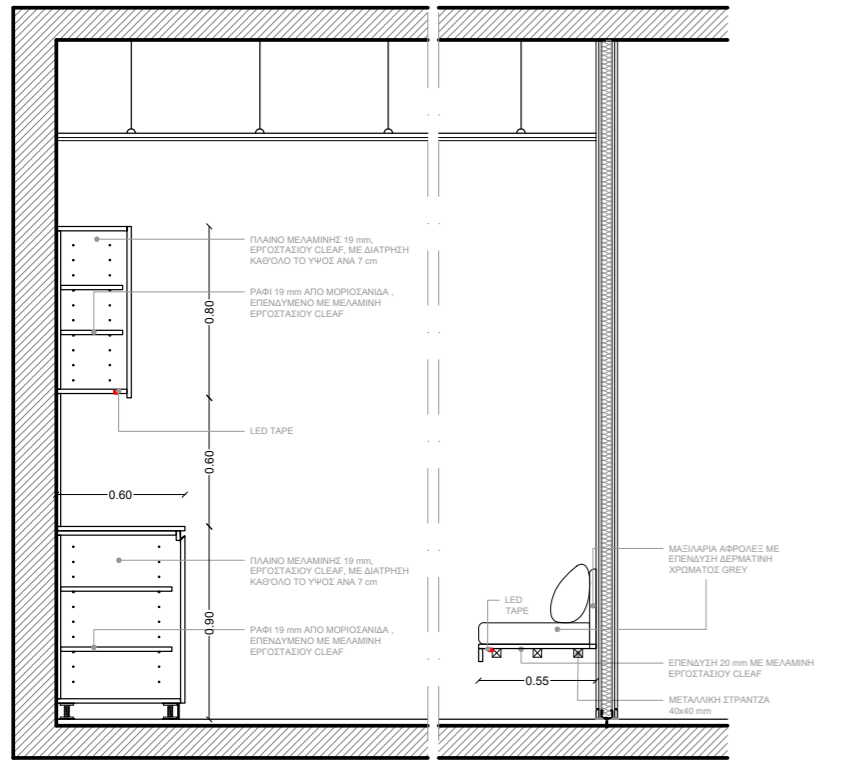 ΠΛΑΙΝΟ ΜΕΛΑΜΙΝΗΣ 19 mm,
ΕΡΓΟΣΤΑΣΙΟΥ CLEAF, ΜΕ ΔΙΑΤΡΗΣΗ
ΚΑΘΌΛΟ ΤΟ ΥΨΟΣ ΑΝΑ 7 cm
ΡΑΦΙ 19 mm ΑΠΟ ΜΟΡΙΟΣΑΝΙΔΑ ,
ΕΠΕΝΔΥΜΕΝΟ ΜΕ ΜΕΛΑΜΙΝΗ
ΕΡΓΟΣΤΑΣΙΟΥ CLEAF
0.80
LED TAPE
0.60
0.60
ΠΛΑΙΝΟ ΜΕΛΑΜΙΝΗΣ 19 mm,
ΕΡΓΟΣΤΑΣΙΟΥ CLEAF, ΜΕ ΔΙΑΤΡΗΣΗ
ΚΑΘΌΛΟ ΤΟ ΥΨΟΣ ΑΝΑ 7 cm
0.90
ΡΑΦΙ 19 mm ΑΠΟ ΜΟΡΙΟΣΑΝΙΔΑ ,
ΕΠΕΝΔΥΜΕΝΟ ΜΕ ΜΕΛΑΜΙΝΗ
ΕΡΓΟΣΤΑΣΙΟΥ CLEAF
ΜΑΞΙΛΑΡΙΑ ΑΦΡΟΛΕΞ ΜΕ
ΕΠΕΝΔΥΣΗ ΔΕΡΜΑΤΙΝΗ
ΧΡΩΜΑΤΟΣ GREY
LED
TAPE
ΕΠΕΝΔΥΣΗ 20 mm ΜΕ ΜΕΛΑΜΙΝΗ
ΕΡΓΟΣΤΑΣΙΟΥ CLEAF
0.55
ΜΕΤΑΛΛΙΚΗ ΣΤΡΑΝΤΖΑ
40x40 mm